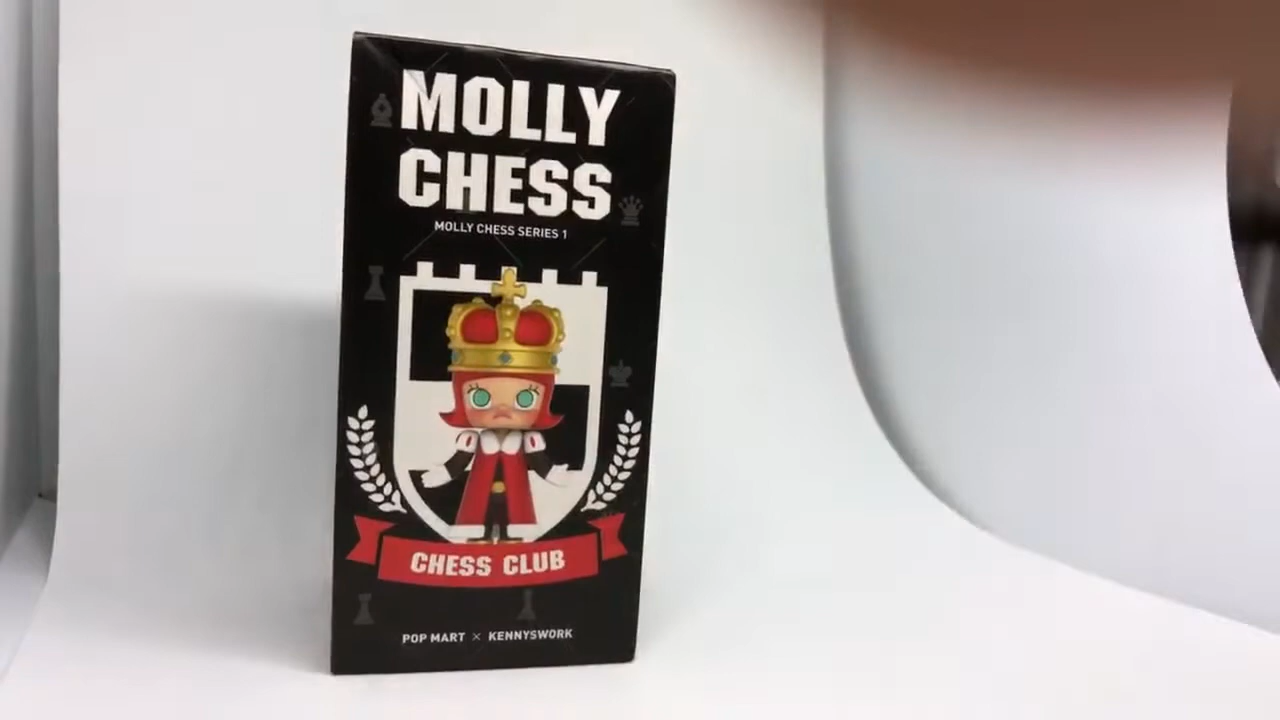 MOLLY
CHESS
MOLLY CHESS SERIES 1
CHESS CLUB
POP MART × KENNYSWORK